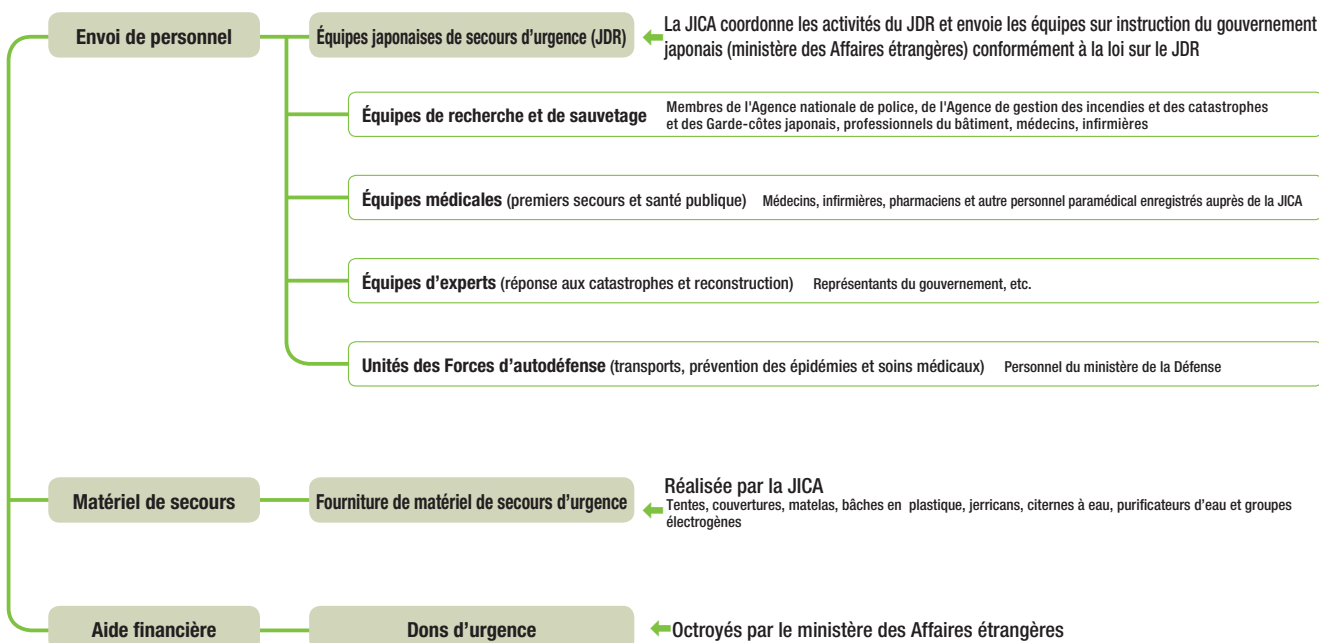 Envoi de personnel
Équipes japonaises de secours d'urgence (JDR)
La JICA coordonne les activités du JDR et envoie les équipes sur instruction du gouvernement
japonais (ministère des Affaires étrangères) conformément à la loi sur le JDR
Équipes de recherche et de sauvetage
Membres de l'Agence nationale de police, de l'Agence de gestion des incendies et des catastrophes
et des Garde-côtes japonais, professionnels du bâtiment, médecins, infirmières
Équipes médicales (premiers secours et santé publique) Médecins, infirmières, pharmaciens et autre personnel paramédical enregistrés auprès de la JICA
Équipes d'experts (réponse aux catastrophes et reconstruction) Représentants du gouvernement, etc.
Unités des Forces d'autodéfense (transports, prévention des épidémies et soins médicaux) Personnel du ministère de la Défense
Matériel de secours
Fourniture de matériel de secours d'urgence
Réalisée par la JICA
Tentes, couvertures, matelas, bâches en plastique, jerricans, citernes à eau, purificateurs d'eau et groupes
électrogènes
Aide financière
Dons d'urgence
Octroyés par le ministère des Affaires étrangères